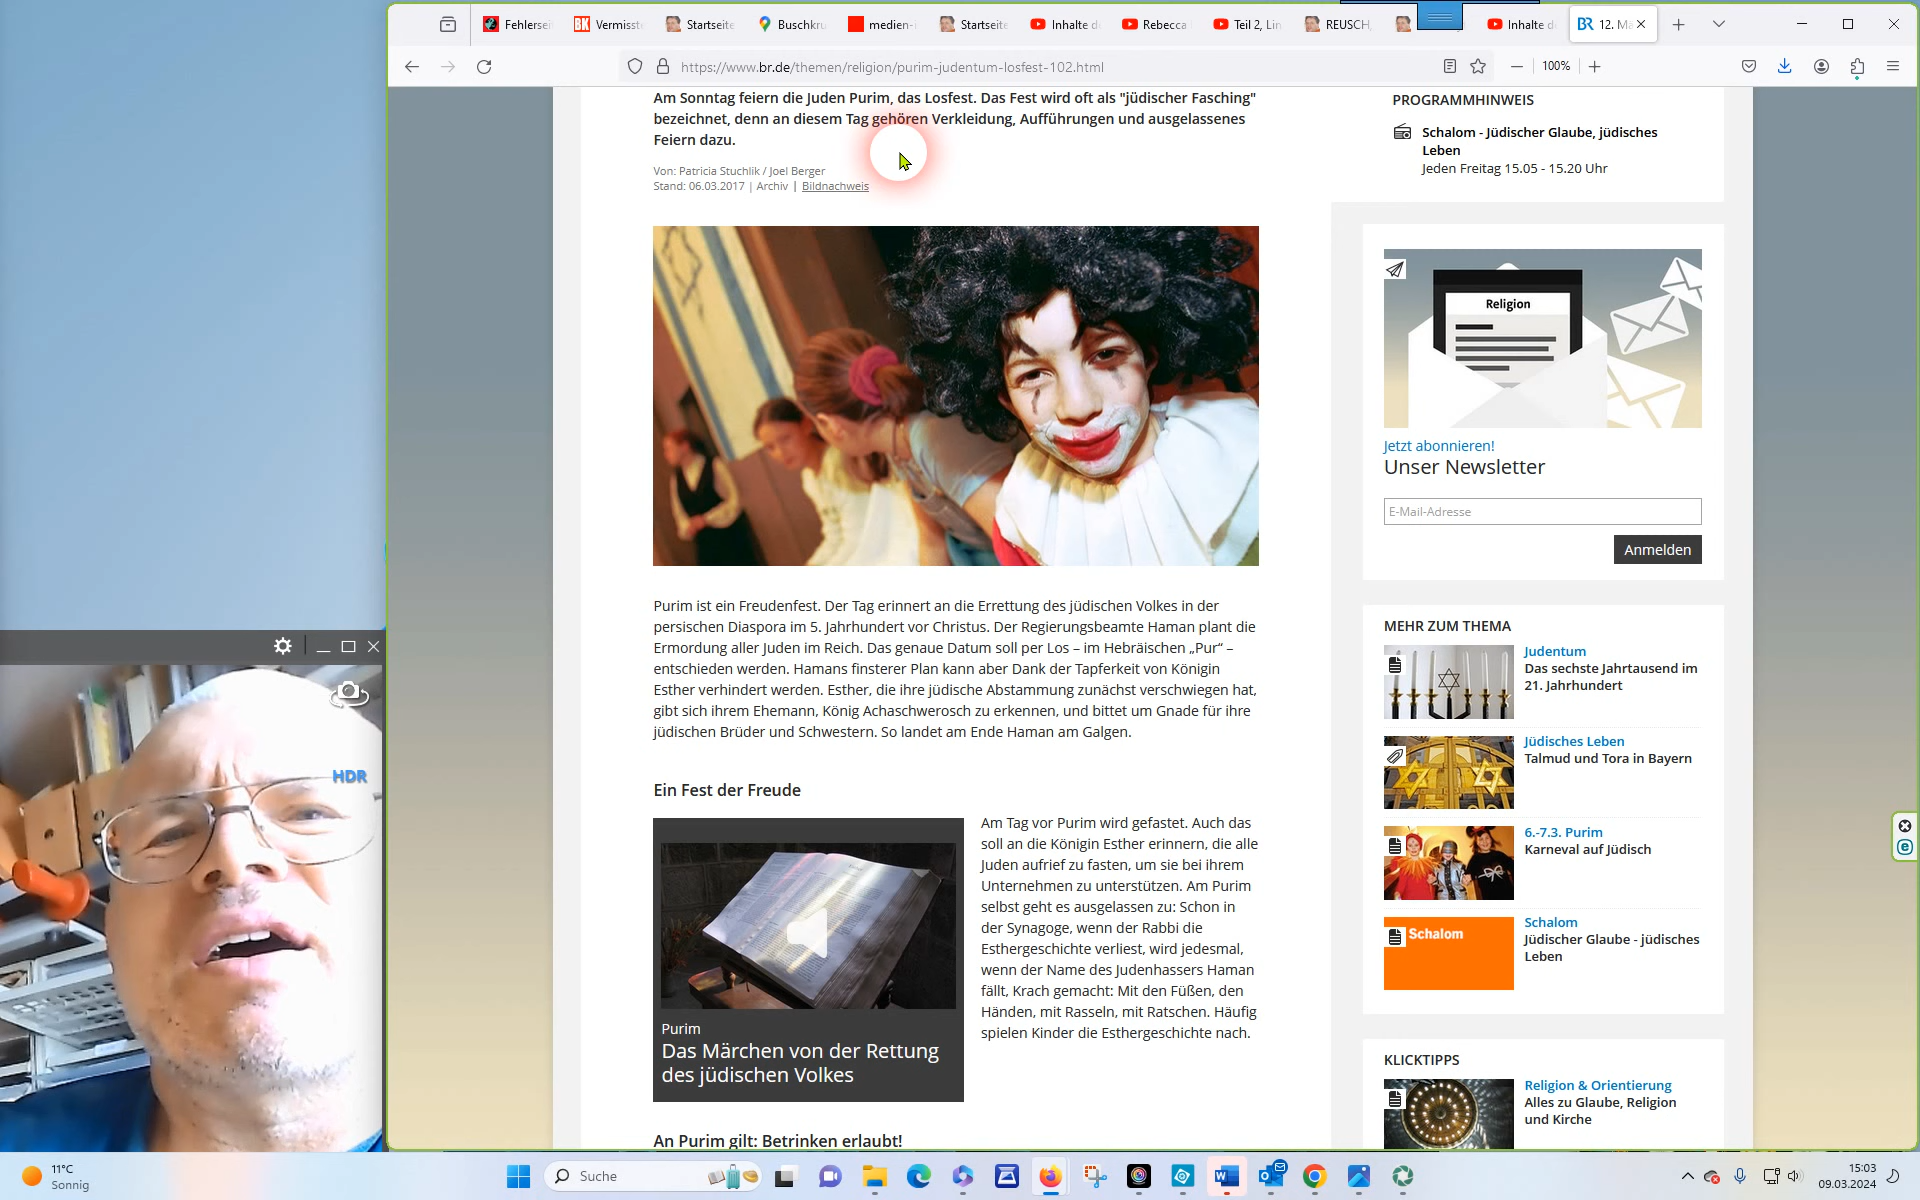 Fehlersei
Vermisst
Startseite
Buschkru
medien-
Startseite
Inhalte d
Rebecca
Teil 2, Lin
REUSCH,
Inhalte d
BR 12. Mä
https://www.br.de/themen/religion/purim-judentum-losfest-102.html
100%
Am Sonntag feiern die Juden Purim, das Losfest. Das Fest wird oft als "jüdischer Fasching"
bezeichnet, denn an diesem Tag gehören Verkleidung, Aufführungen und ausgelassenes
Feiern dazu.
Von: Patricia Stuchlik / Joel Berger
Stand: 06.03.2017 | Archiv | Bildnachweis
Purim ist ein Freudenfest. Der Tag erinnert an die Errettung des jüdischen Volkes in der
persischen Diaspora im 5. Jahrhundert vor Christus. Der Regierungsbeamte Haman plant die
Ermordung aller Juden im Reich. Das genaue Datum soll per Los – im Hebräischen „Pur“ –
entschieden werden. Hamans finsterer Plan kann aber Dank der Tapferkeit von Königin
Esther verhindert werden. Esther, die ihre jüdische Abstammung zunächst verschwiegen hat,
gibt sich ihrem Ehemann, König Achaschwerosch zu erkennen, und bittet um Gnade für ihre
jüdischen Brüder und Schwestern. So landet am Ende Haman am Galgen.
Ein Fest der Freude
Purim
Das Märchen von der Rettung
des jüdischen Volkes
Am Tag vor Purim wird gefastet. Auch das
soll an die Königin Esther erinnern, die alle
Juden aufrief zu fasten, um sie bei ihrem
Unternehmen zu unterstützen. Am Purim
selbst geht es ausgelassen zu: Schon in
der Synagoge, wenn der Rabbi die
Esthergeschichte verliest, wird jedesmal,
wenn der Name des Judenhassers Haman
fällt, Krach gemacht: Mit den Füßen, den
Händen, mit Rasseln, mit Ratschen. Häufig
spielen Kinder die Esthergeschichte nach.
An Purim gilt: Betrinken erlaubt!
PROGRAMMHINWEIS
Schalom - Jüdischer Glaube, jüdisches
Leben
Jeden Freitag 15.05 - 15.20 Uhr
Religion
Jetzt abonnieren!
Unser Newsletter
E-Mail-Adresse
Anmelden
MEHR ZUM THEMA
Judentum
Das sechste Jahrtausend im
21. Jahrhundert
Jüdisches Leben
Talmud und Tora in Bayern
6.-7.3. Purim
Karneval auf Jüdisch
Schalom
Schalom
Jüdischer Glaube - jüdisches
Leben
KLICKTIPPS
Religion & Orientierung
Alles zu Glaube, Religion
und Kirche
HDR
11°C
Sonnig
Suche
15:03
09.03.2024